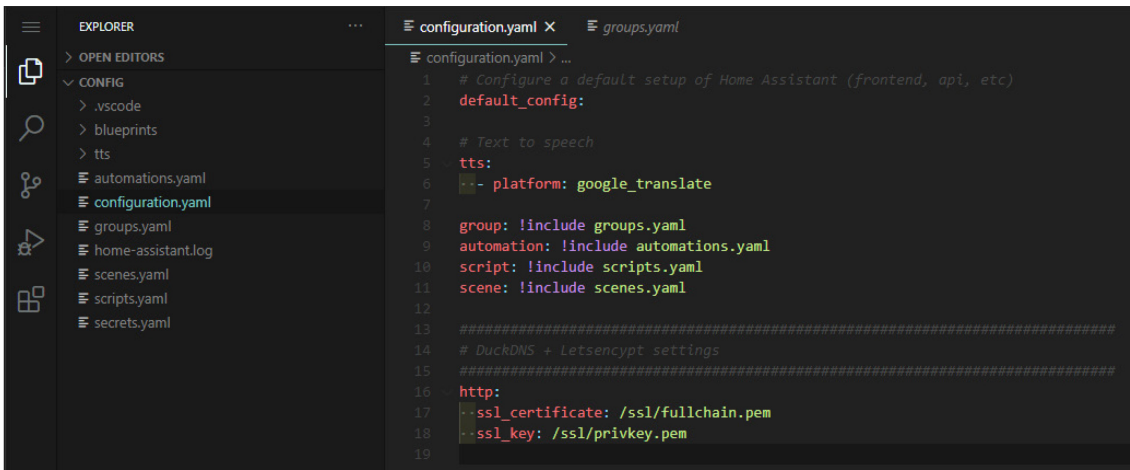 EXPLORER
...
OPEN EDITORS
CONFIG
.vscode
blueprints
tts
automations.yaml
configuration.yaml
groups.yaml
home-assistant.log
scenes.yaml
scripts.yaml
secrets.yaml
configuration.yaml
groups.yaml
configuration.yaml > ...
1 # Configure a default setup of Home Assistant (frontend, api, etc)
2 default_config:
3
4 # Text to speech
5 tts:
6   - platform: google_translate
7
8 group: !include groups.yaml
9 automation: !include automations.yaml
10 script: !include scripts.yaml
11 scene: !include scenes.yaml
12
13 ##############################################################################
14 # DuckDNS + Letsencypt settings
15 ##############################################################################
16 http:
17   ssl_certificate: /ssl/fullchain.pem
18   ssl_key: /ssl/privkey.pem
19